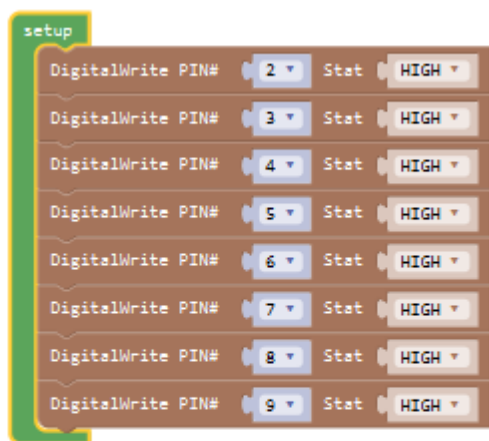 setup
DigitalWrite PIN# 2 Stat HIGH
DigitalWrite PIN# 3 Stat HIGH
DigitalWrite PIN# 4 Stat HIGH
DigitalWrite PIN# 5 Stat HIGH
DigitalWrite PIN# 6 Stat HIGH
DigitalWrite PIN# 7 Stat HIGH
DigitalWrite PIN# 8 Stat HIGH
DigitalWrite PIN# 9 Stat HIGH